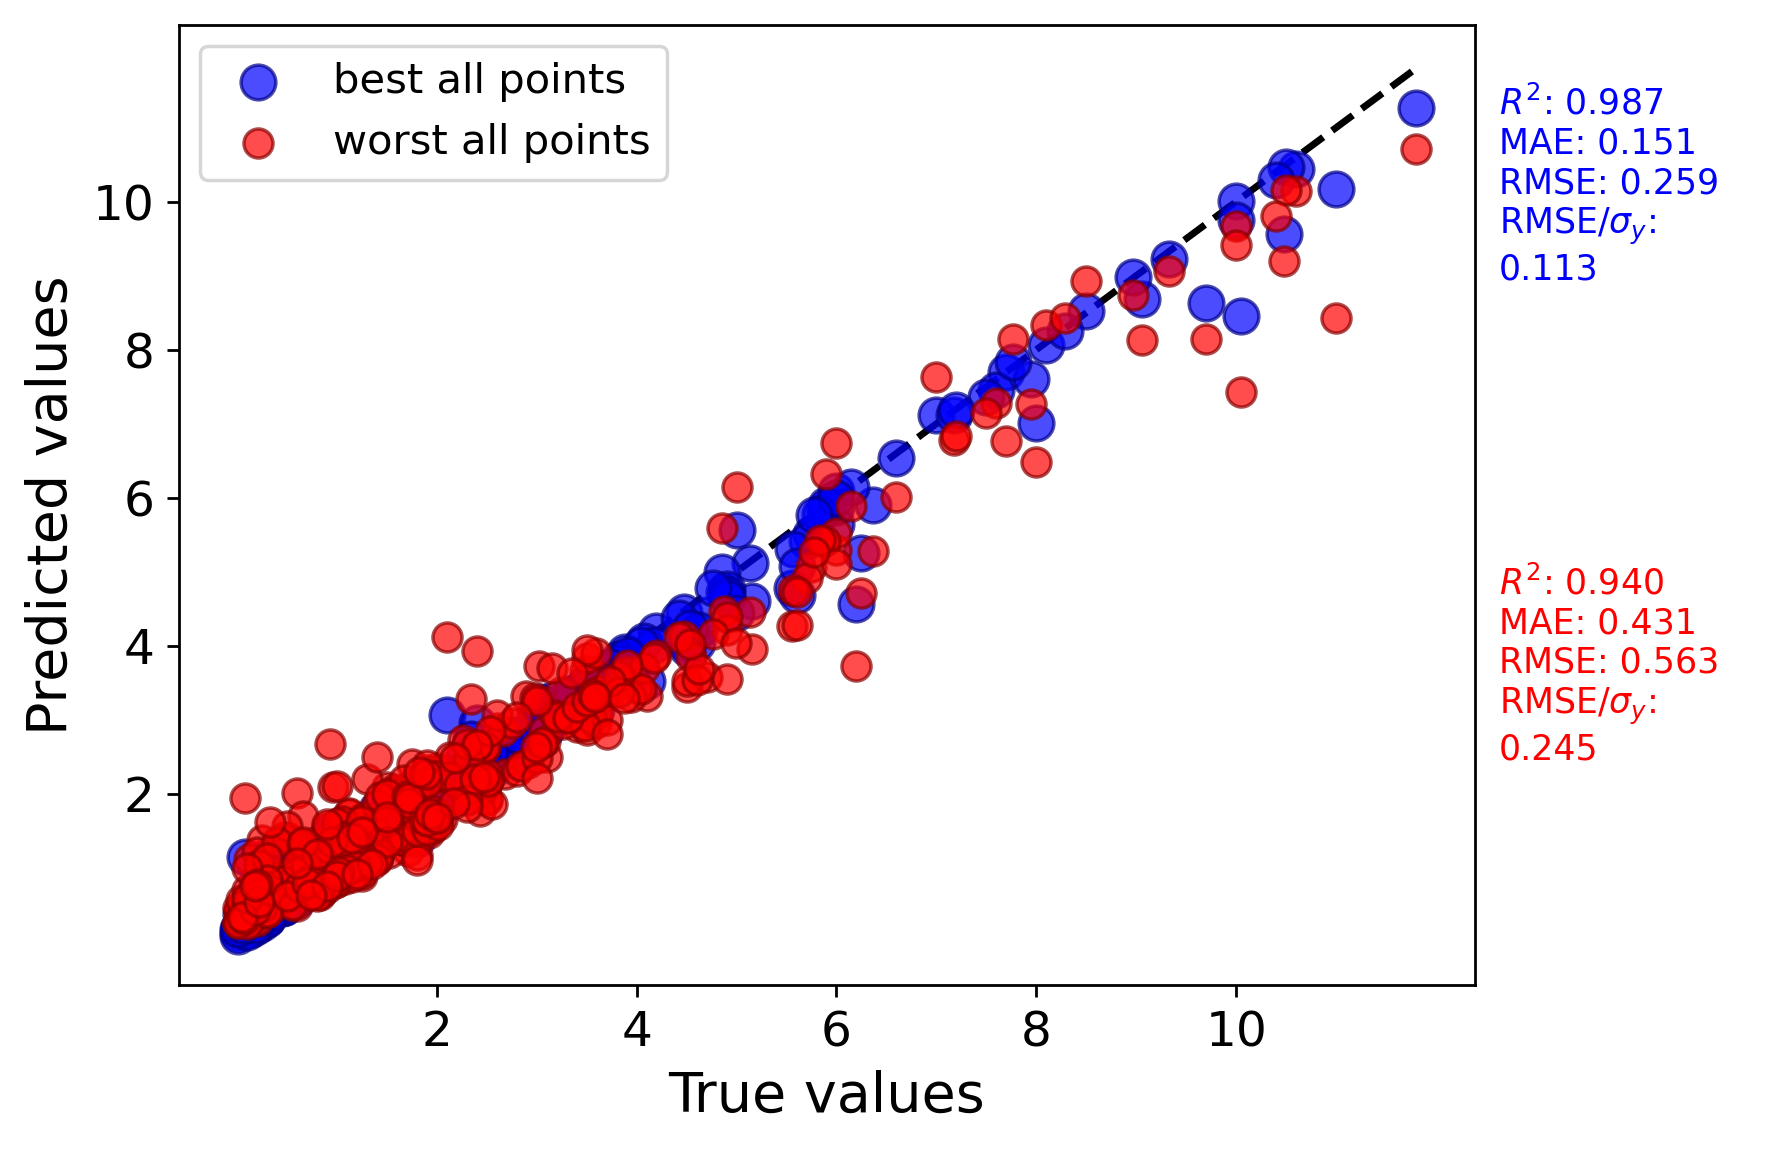 best all points
worst all points
R²: 0.987
MAE: 0.151
RMSE: 0.259
RMSE/σ_y:
0.113
R²: 0.940
MAE: 0.431
RMSE: 0.563
RMSE/σ_y:
0.245
Predicted values
10
8
6
4
2
2 4 6 8 10
True values